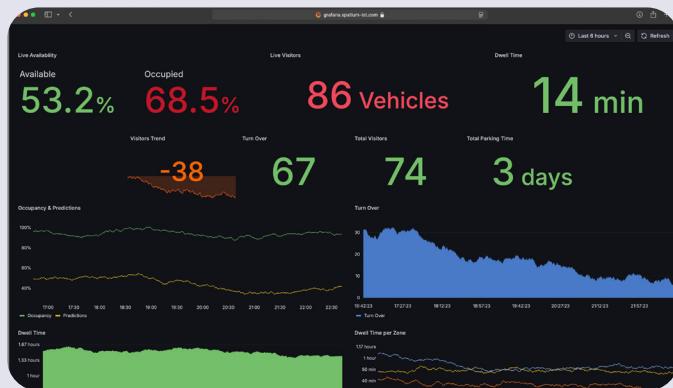 grafana.spatium-iot.com
Last 6 hours
Refresh
Live Availability
Live Visitors
Dwell Time
Available
Occupied
53.2%
68.5%
86 Vehicles
14 min
Visitors Trend
Turn Over
Total Visitors
Total Parking Time
-38
67
74
3 days
Occupancy & Predictions
Turn Over
100%
80%
60%
40%
17:00 17:30 18:00 18:30 19:00 19:30 20:00 20:30 21:00 21:30 22:00 22:30
Occupancy Predictions
30
20
10
0
16:42:23 17:27:23 18:12:23 18:57:23 19:42:23 20:27:23 21:12:23 21:57:23
Turn Over
Dwell Time
Dwell Time per Zone
1.67 hours
1.33 hours
1 hour
1.17 hours
1 hour
50 min
40 min